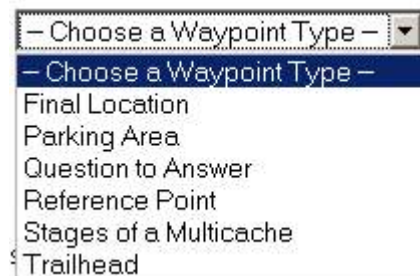 – Choose a Waypoint Type –
– Choose a Waypoint Type –
Final Location
Parking Area
Question to Answer
Reference Point
Stages of a Multicache
Trailhead